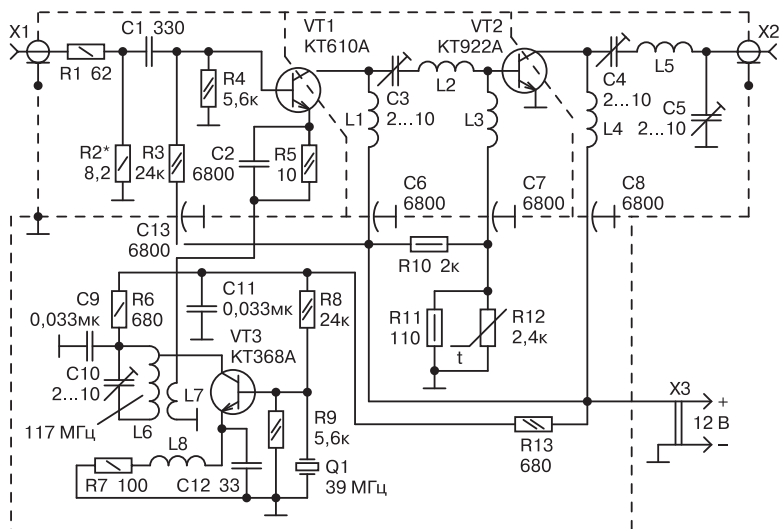 X1
C1 330
VT1
КТ610А
VT2
КТ922А
X2
R1 62
R4
5,6к
C3
2...10
L2
C4
2...10
L5
R2*
8,2
R3
24к
C2
6800
R5
10
L1
L3
L4
C5
2...10
C13
6800
C6
6800
C7
6800
C8
6800
R10 2к
C9
0,033мк
R6
680
C11
0,033мк
R8
24к
R11
110
R12
2,4к
t
VT3
КТ368А
C10
2...10
L7
117 МГц
L6
R9
5,6к
X3
+
12 В
−
L8
R7 100
C12 33
Q1
39 МГц
R13
680